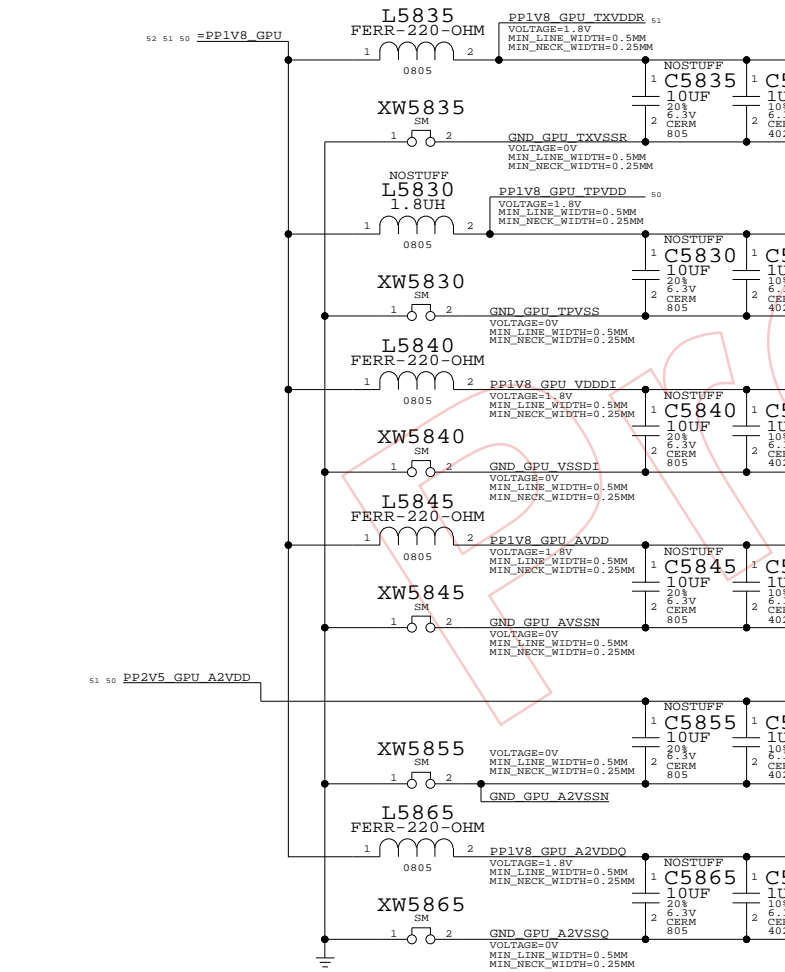 L5835
FERR-220-OHM
52 51 50 =PP1V8_GPU
1 2
0805
PP1V8_GPU_TXVDDR 51
VOLTAGE=1.8V
MIN_LINE_WIDTH=0.5MM
MIN_NECK_WIDTH=0.25MM
NOSTUFF
1 C5835
10UF
20%
6.3V
2 CERM
805
XW5835
SM
1 2
GND_GPU_TXVSSR
VOLTAGE=0V
MIN_LINE_WIDTH=0.5MM
MIN_NECK_WIDTH=0.25MM
NOSTUFF
L5830
1.8UH
1 2
0805
PP1V8_GPU_TPVDD 50
VOLTAGE=1.8V
MIN_LINE_WIDTH=0.5MM
MIN_NECK_WIDTH=0.25MM
NOSTUFF
1 C5830
10UF
20%
6.3V
2 CERM
805
XW5830
SM
1 2
GND_GPU_TPVSS
VOLTAGE=0V
MIN_LINE_WIDTH=0.5MM
MIN_NECK_WIDTH=0.25MM
L5840
FERR-220-OHM
1 2
0805
PP1V8_GPU_VDDDI
VOLTAGE=1.8V
MIN_LINE_WIDTH=0.5MM
MIN_NECK_WIDTH=0.25MM
NOSTUFF
1 C5840
10UF
20%
6.3V
2 CERM
805
XW5840
SM
1 2
GND_GPU_VSSDI
VOLTAGE=0V
MIN_LINE_WIDTH=0.5MM
MIN_NECK_WIDTH=0.25MM
L5845
FERR-220-OHM
1 2
0805
PP1V8_GPU_AVDD
VOLTAGE=1.8V
MIN_LINE_WIDTH=0.5MM
MIN_NECK_WIDTH=0.25MM
NOSTUFF
1 C5845
10UF
20%
6.3V
2 CERM
805
XW5845
SM
1 2
GND_GPU_AVSSN
VOLTAGE=0V
MIN_LINE_WIDTH=0.5MM
MIN_NECK_WIDTH=0.25MM
51 50 PP2V5_GPU_A2VDD
NOSTUFF
1 C5855
10UF
20%
6.3V
2 CERM
805
XW5855
SM
1 2
VOLTAGE=0V
MIN_LINE_WIDTH=0.5MM
MIN_NECK_WIDTH=0.25MM
GND_GPU_A2VSSN
L5865
FERR-220-OHM
1 2
0805
PP1V8_GPU_A2VDDQ
VOLTAGE=1.8V
MIN_LINE_WIDTH=0.5MM
MIN_NECK_WIDTH=0.25MM
NOSTUFF
1 C5865
10UF
20%
6.3V
2 CERM
805
XW5865
SM
1 2
GND_GPU_A2VSSQ
VOLTAGE=0V
MIN_LINE_WIDTH=0.5MM
MIN_NECK_WIDTH=0.25MM